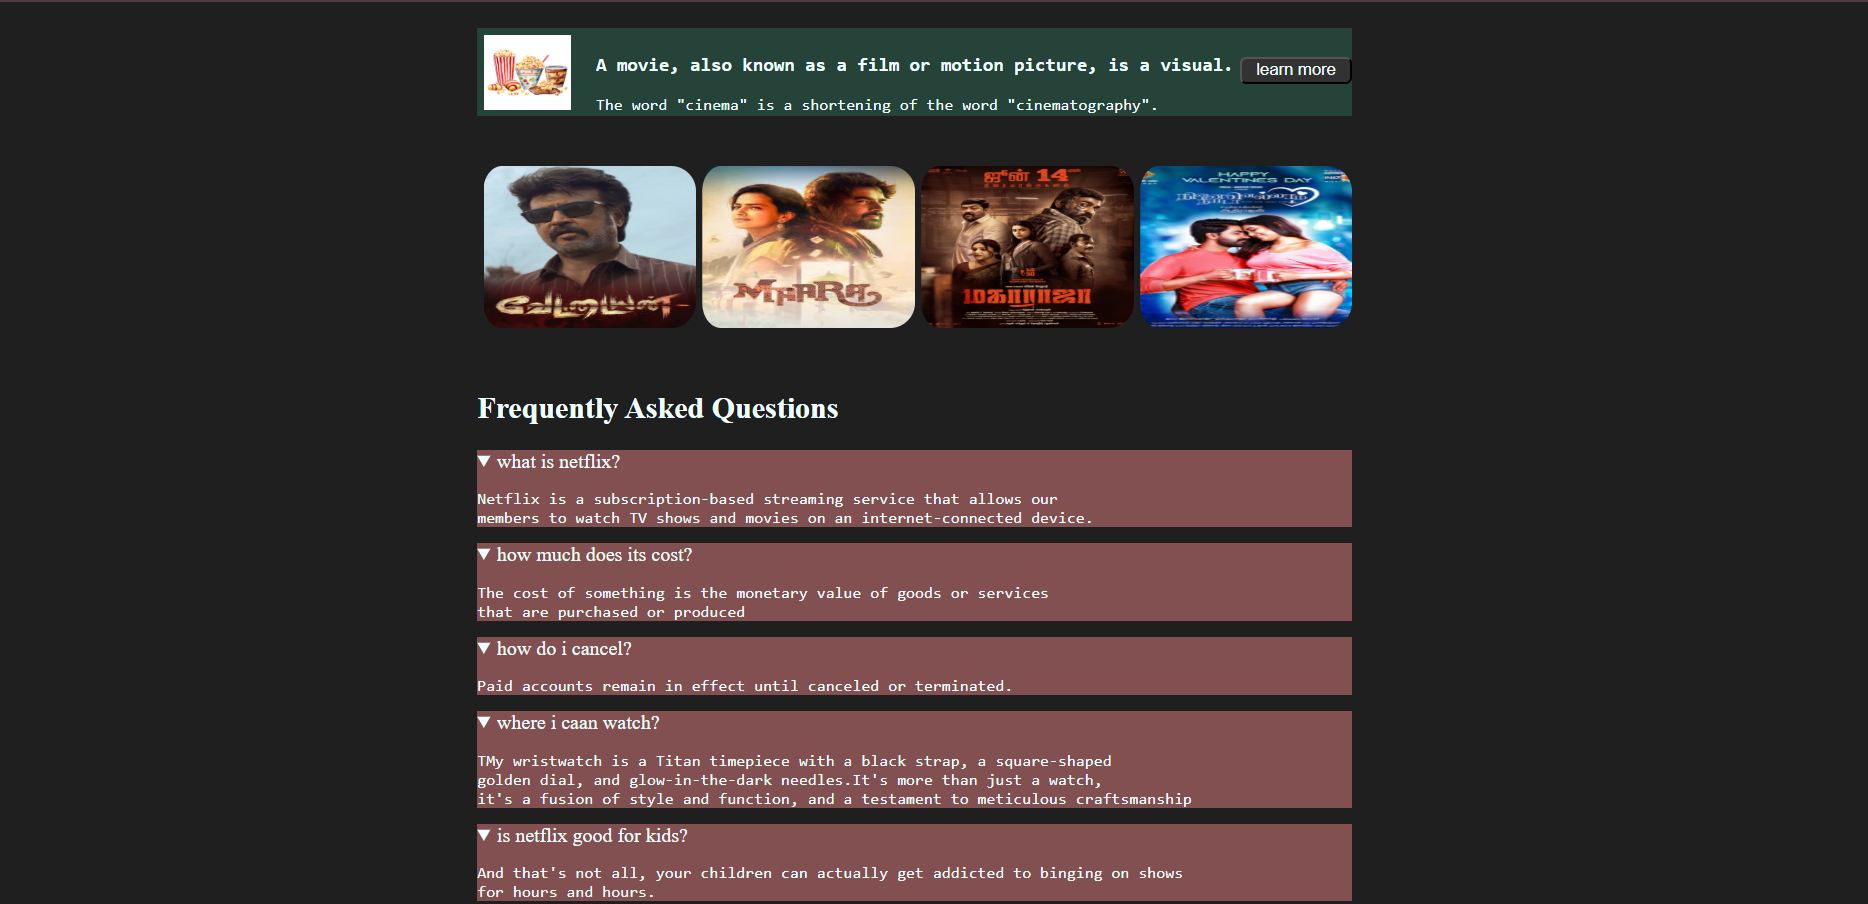 A movie, also known as a film or motion picture, is a visual.
learn more
The word "cinema" is a shortening of the word "cinematography".
வேட்டையன்
MAARA
ஜூன் 14
மகாராஜா
HAPPY
VALENTINES DAY
Frequently Asked Questions
what is netflix?
Netflix is a subscription-based streaming service that allows our
members to watch TV shows and movies on an internet-connected device.
how much does its cost?
The cost of something is the monetary value of goods or services
that are purchased or produced
how do i cancel?
Paid accounts remain in effect until canceled or terminated.
where i caan watch?
TMy wristwatch is a Titan timepiece with a black strap, a square-shaped
golden dial, and glow-in-the-dark needles.It's more than just a watch,
it's a fusion of style and function, and a testament to meticulous craftsmanship
is netflix good for kids?
And that's not all, your children can actually get addicted to binging on shows
for hours and hours.